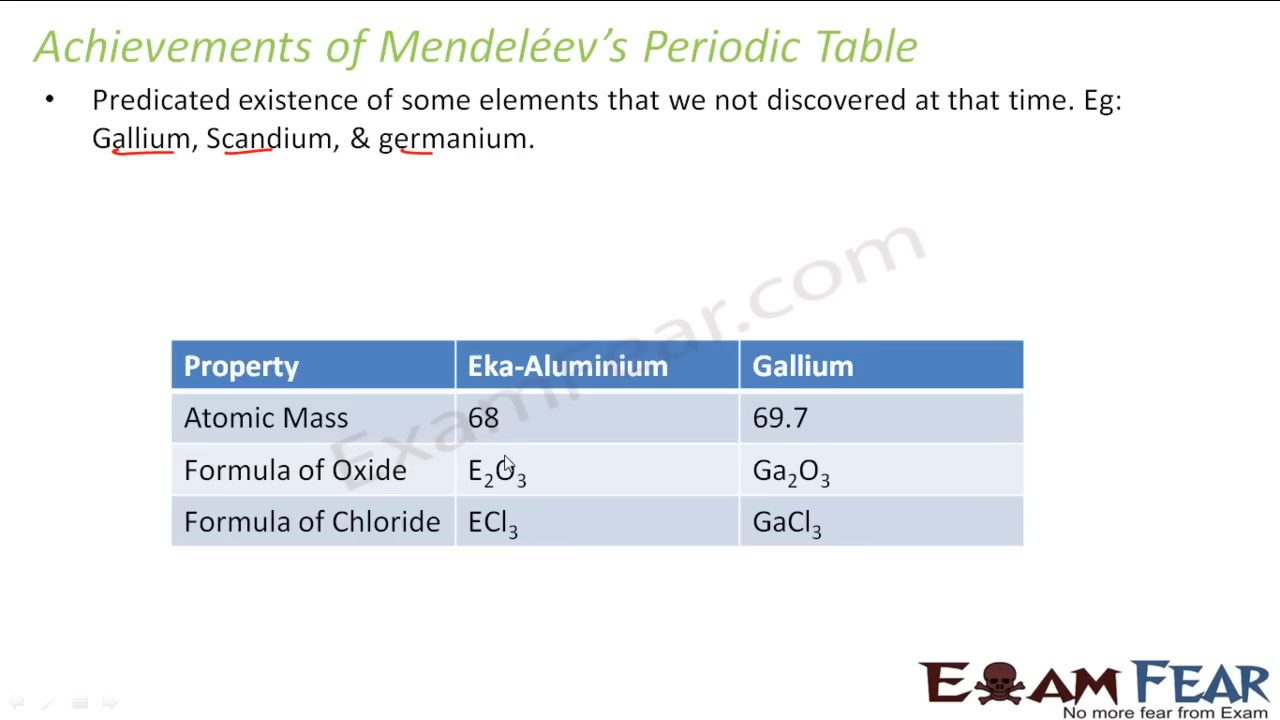 Achievements of Mendeléev's Periodic Table
• Predicated existence of some elements that we not discovered at that time. Eg:
Gallium, Scandium, & germanium.
ExamFear.com
Property Eka-Aluminium Gallium
Atomic Mass 68 69.7
Formula of Oxide E₂O₃ Ga₂O₃
Formula of Chloride ECl₃ GaCl₃
EXAM FEAR
No more fear from Exam